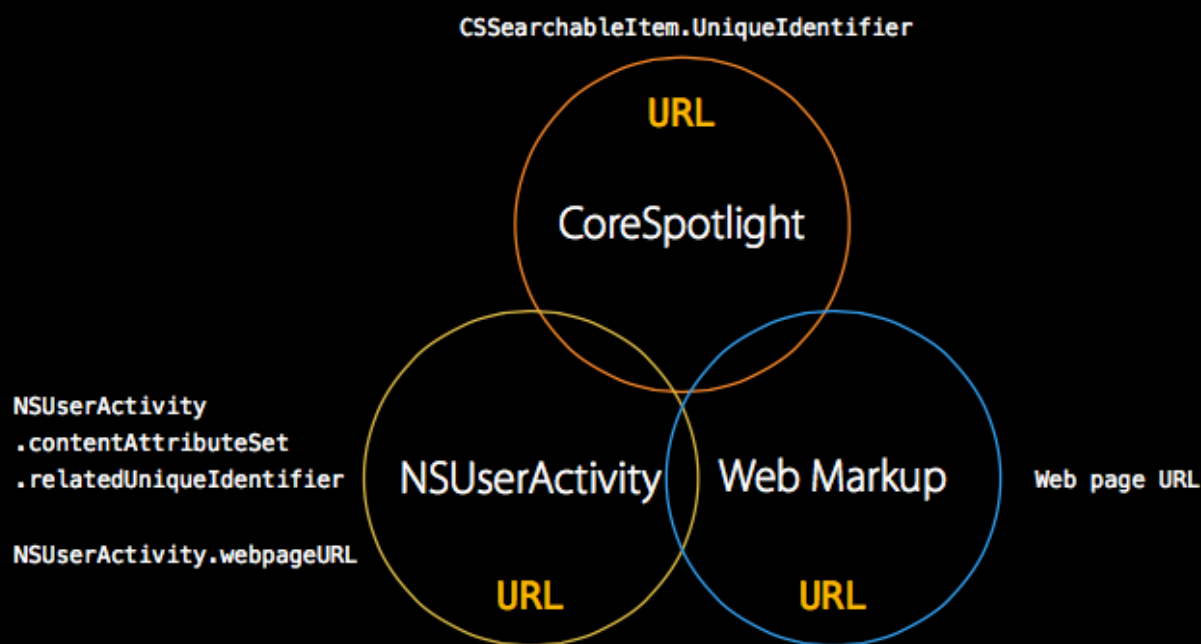 CSSearchableItem.UniqueIdentifier
URL
CoreSpotlight
NSUserActivity
.contentAttributeSet
.relatedUniqueIdentifier
NSUserActivity.webpageURL
NSUserActivity
URL
Web Markup
URL
Web page URL